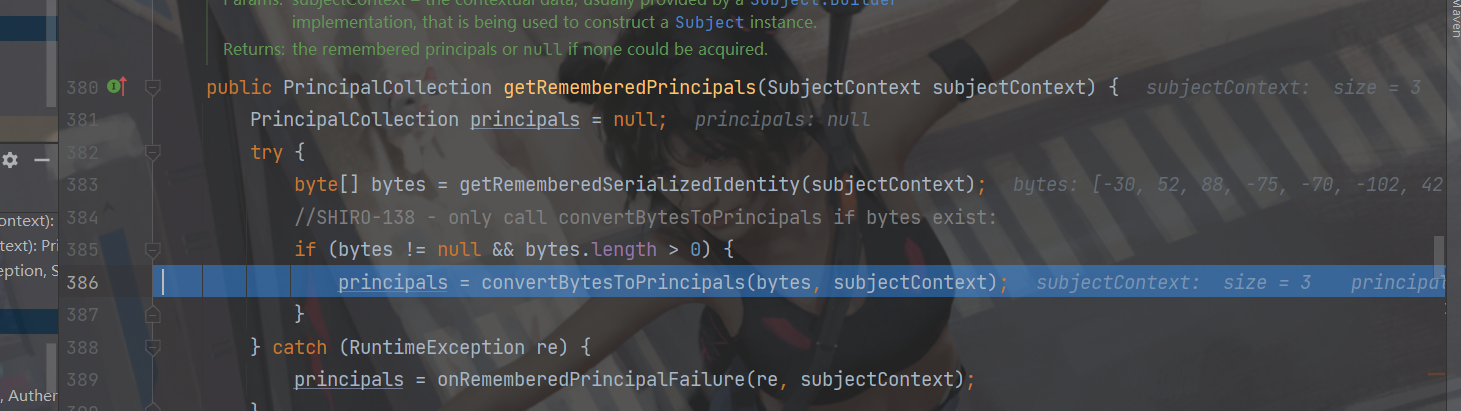 Params: subjectContext – the contextual data, usually provided by a Subject.Builder
implementation, that is being used to construct a Subject instance.
Returns: the remembered principals or null if none could be acquired.
Maven
380 public PrincipalCollection getRememberedPrincipals(SubjectContext subjectContext) { subjectContext: size = 3
381 PrincipalCollection principals = null; principals: null
382 try {
383 byte[] bytes = getRememberedSerializedIdentity(subjectContext); bytes: [-30, 52, 88, -75, -70, -102, 42
384 //SHIRO-138 - only call convertBytesToPrincipals if bytes exist:
385 if (bytes != null && bytes.length > 0) {
386 principals = convertBytesToPrincipals(bytes, subjectContext); subjectContext: size = 3 principal
387 }
388 } catch (RuntimeException re) {
389 principals = onRememberedPrincipalFailure(re, subjectContext);
}
ontext):
text): Pri
eption, S
, Auther